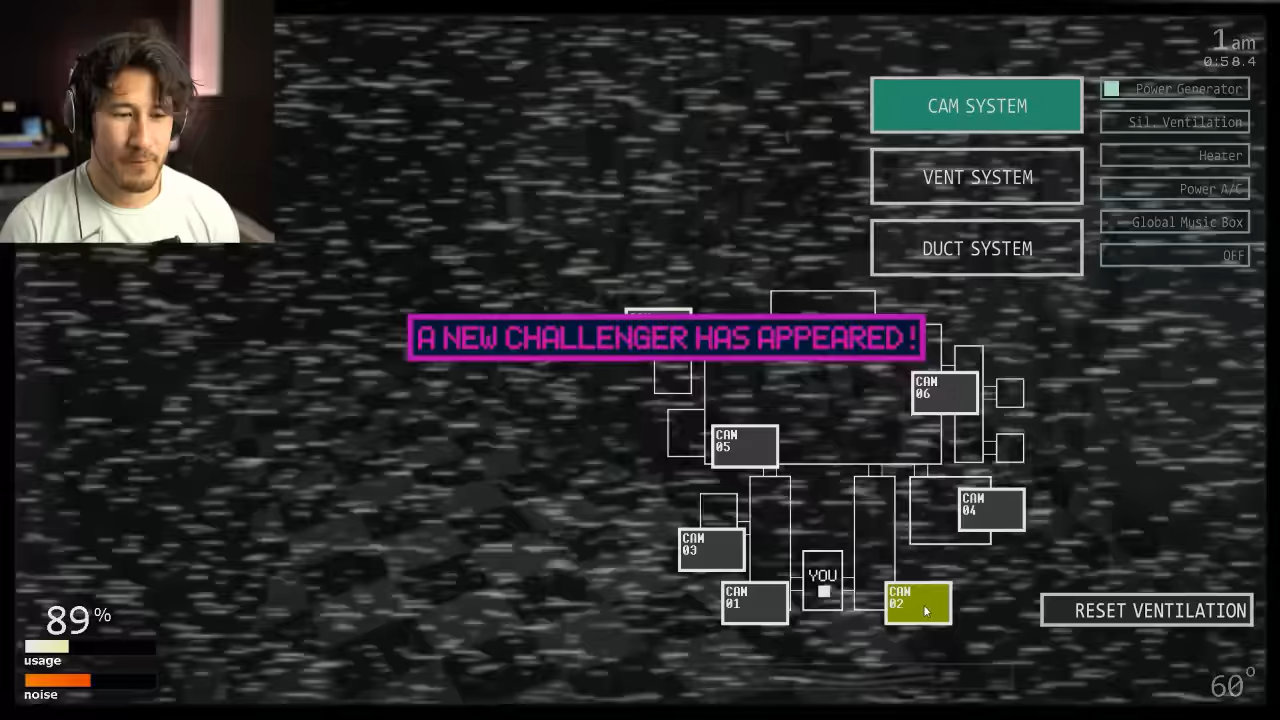 1 am
0:58.4
CAM SYSTEM
Power Generator
Sil. Ventilation
Heater
VENT SYSTEM
Power A/C
Global Music Box
DUCT SYSTEM
OFF
A NEW CHALLENGER HAS APPEARED!
CAM
06
CAM
05
CAM
04
CAM
03
YOU
CAM
01
CAM
02
RESET VENTILATION
89%
usage
noise
60°